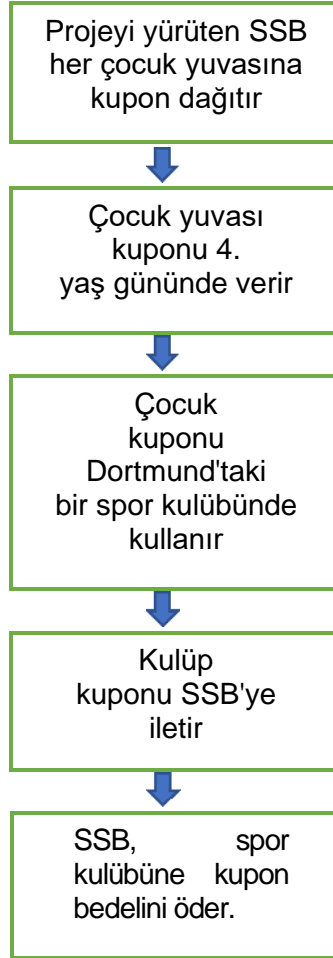 Projeyi yürüten SSB
her çocuk yuvasına
kupon dağıtır
Çocuk yuvası
kuponu 4.
yaş gününde verir
Çocuk
kuponu
Dortmund'taki
bir spor kulübünde
kullanır
Kulüp
kuponu SSB'ye
iletir
SSB, spor
kulübüne kupon
bedelini öder.